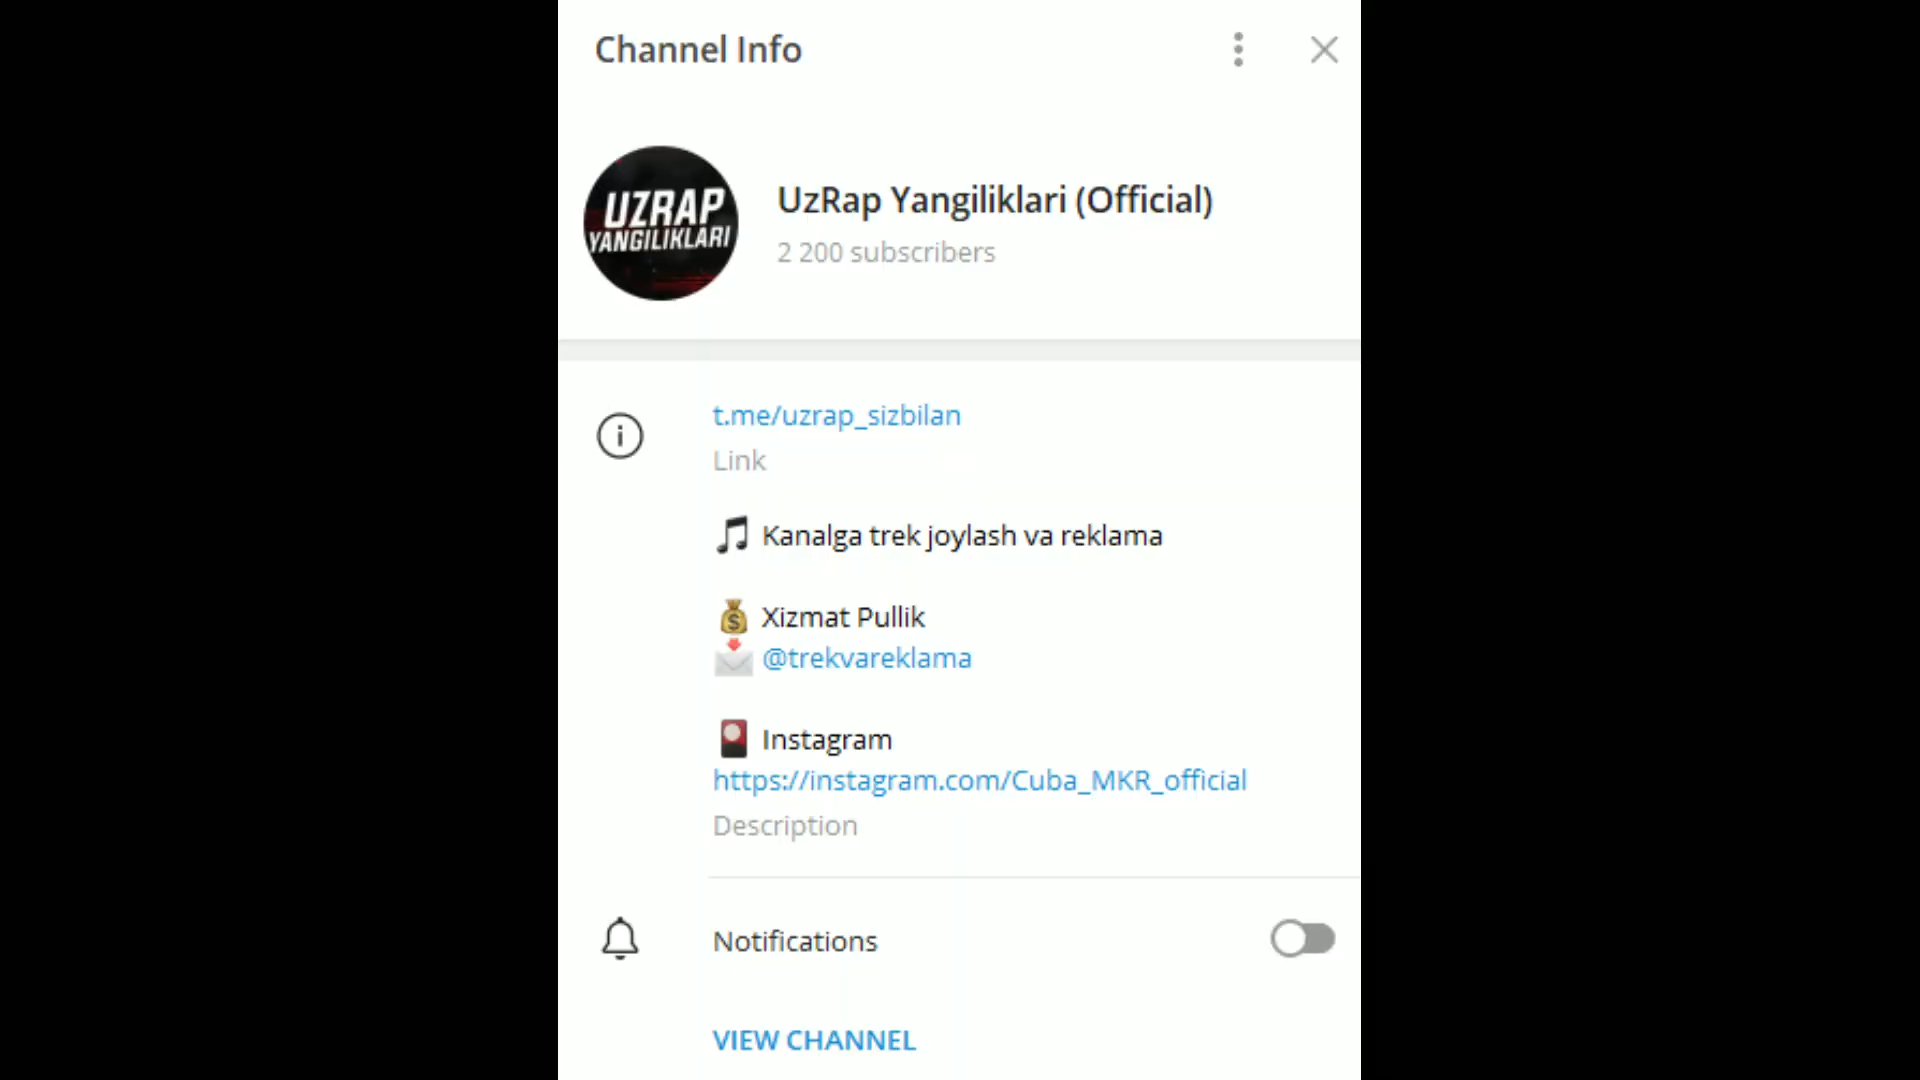 Channel Info
UZRAP
YANGILIKLARI
UzRap Yangiliklari (Official)
2 200 subscribers
t.me/uzrap_sizbilan
Link
🎵 Kanalga trek joylash va reklama
💰 Xizmat Pullik
📩 @trekvareklama
🎴 Instagram
https://instagram.com/Cuba_MKR_official
Description
Notifications
VIEW CHANNEL